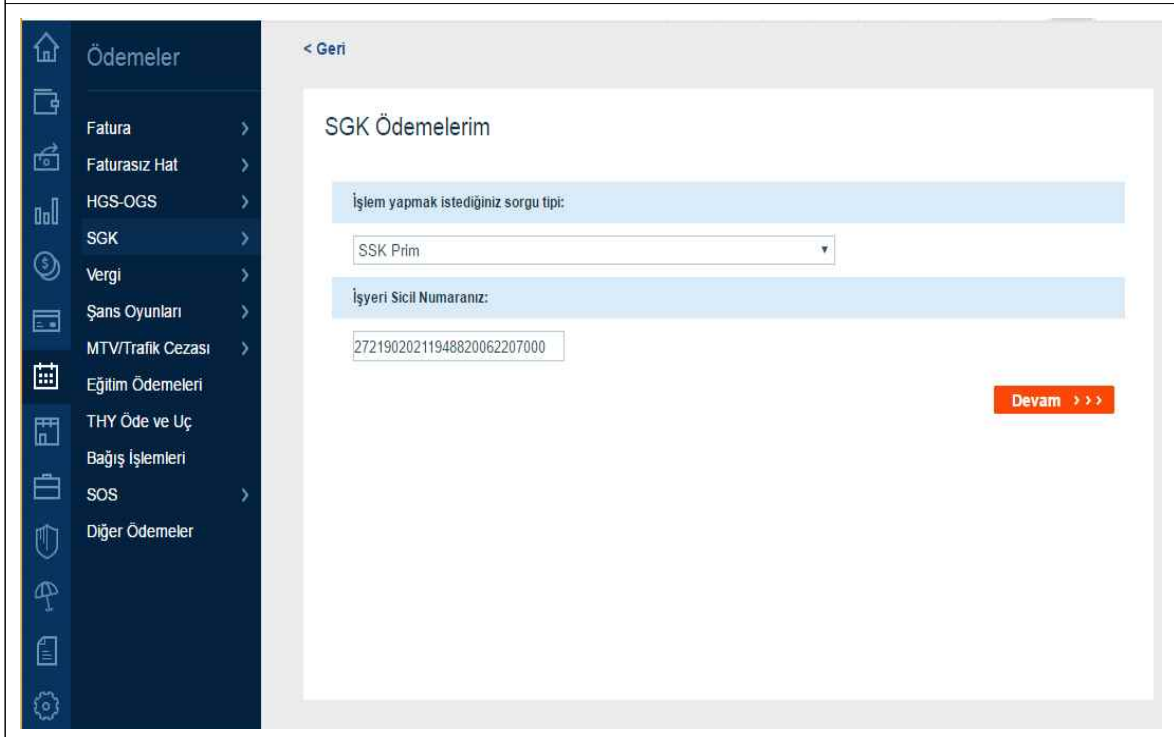 Ödemeler
Fatura
Faturasız Hat
HGS-OGS
SGK
Vergi
Şans Oyunları
MTV/Trafik Cezası
Eğitim Ödemeleri
THY Öde ve Uç
Bağış İşlemleri
SOS
Diğer Ödemeler
< Geri
SGK Ödemelerim
İşlem yapmak istediğiniz sorgu tipi:
SSK Prim
İşyeri Sicil Numaranız:
27219020211948820062207000
Devam >>>